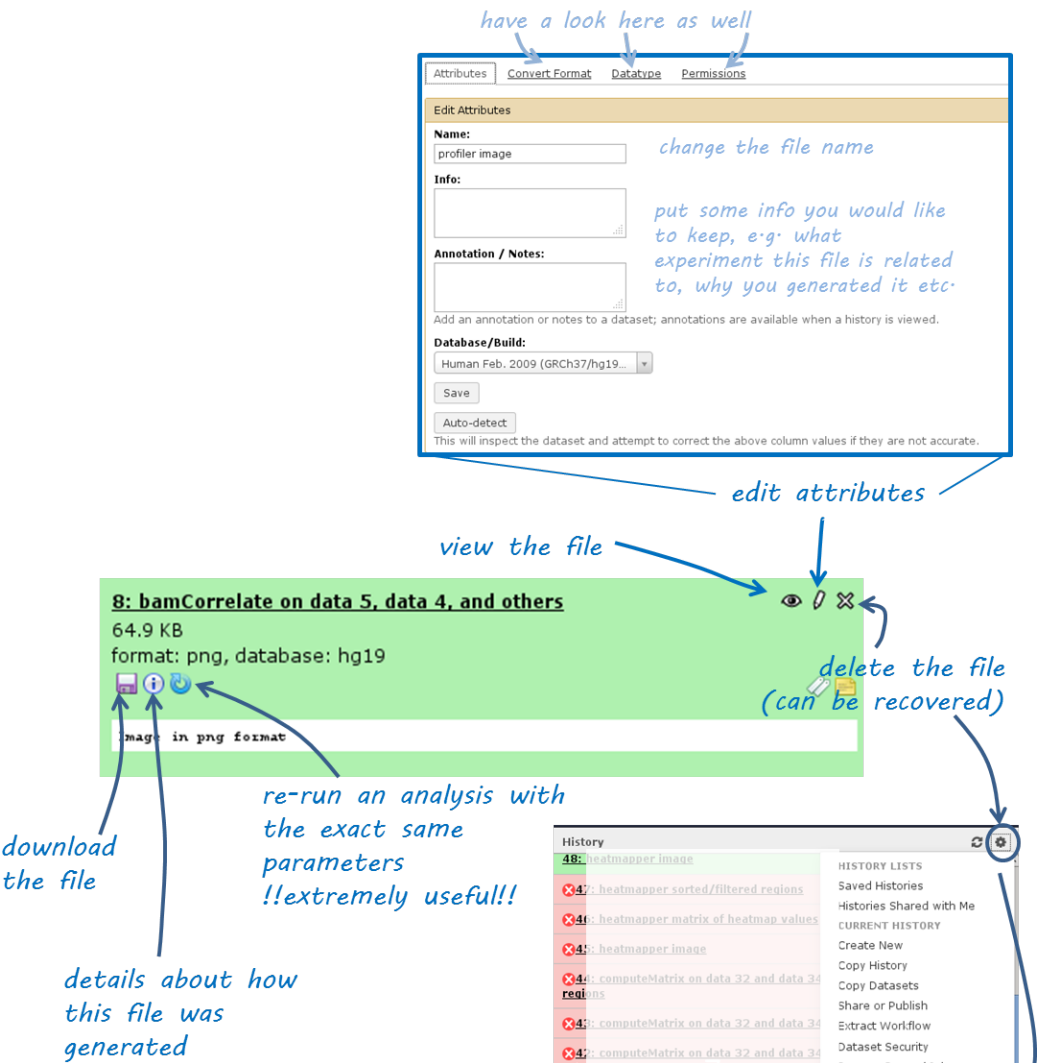 have a look here as well
Attributes Convert Format Datatype Permissions
Edit Attributes
Name:
profiler image
change the file name
Info:
put some info you would like
to keep, e.g. what
experiment this file is related
to, why you generated it etc.
Annotation / Notes:
Add an annotation or notes to a dataset; annotations are available when a history is viewed.
Database/Build:
Human Feb. 2009 (GRCh37/hg19...
Save
Auto-detect
This will inspect the dataset and attempt to correct the above column values if they are not accurate.
edit attributes
view the file
8: bamCorrelate on data 5, data 4, and others
64.9 KB
format: png, database: hg19
delete the file
(can be recovered)
Image in png format
re-run an analysis with
the exact same
parameters
!!extremely useful!!
download
the file
details about how
this file was
generated
History
48: heatmapper image
47: heatmapper sorted/filtered regions
46: heatmapper matrix of heatmap values
45: heatmapper image
44: computeMatrix on data 32 and data 34
regions
43: computeMatrix on data 32 and data 34
42: computeMatrix on data 32 and data 34
HISTORY LISTS
Saved Histories
Histories Shared with Me
CURRENT HISTORY
Create New
Copy History
Copy Datasets
Share or Publish
Extract Workflow
Dataset Security